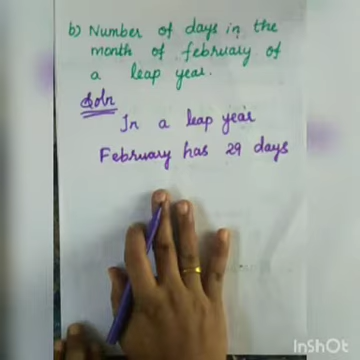 b) Number of days in the
month of february of
a leap year.
Soln
In a leap year
February has 29 days
InShOt